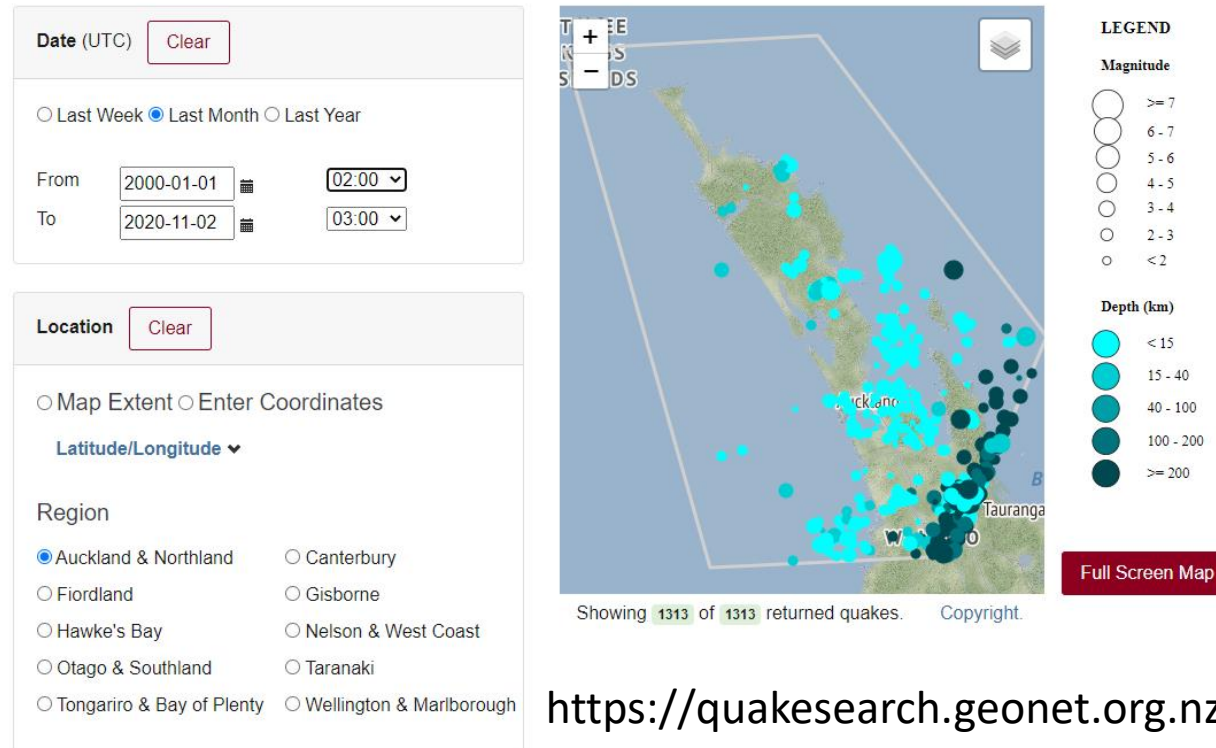 Date (UTC) Clear
Last Week Last Month Last Year
From 2000-01-01 02:00
To 2020-11-02 03:00
Location Clear
Map Extent Enter Coordinates
Latitude/Longitude
Region
Auckland & Northland Canterbury
Fiordland Gisborne
Hawke's Bay Nelson & West Coast
Otago & Southland Taranaki
Tongariro & Bay of Plenty Wellington & Marlborough
+
−
Tauranga
B
Showing 1313 of 1313 returned quakes. Copyright.
LEGEND
Magnitude
>= 7
6 - 7
5 - 6
4 - 5
3 - 4
2 - 3
< 2
Depth (km)
< 15
15 - 40
40 - 100
100 - 200
>= 200
Full Screen Map
https://quakesearch.geonet.org.nz